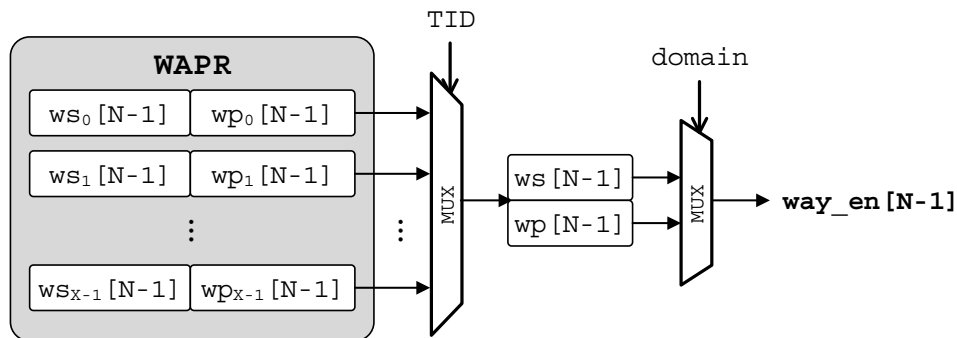 TID
domain
WAPR
ws₀[N-1] wp₀[N-1]
ws₁[N-1] wp₁[N-1]
⋮ ⋮
wsₓ₋₁[N-1] wpₓ₋₁[N-1]
MUX
ws[N-1]
wp[N-1]
MUX
way_en[N-1]